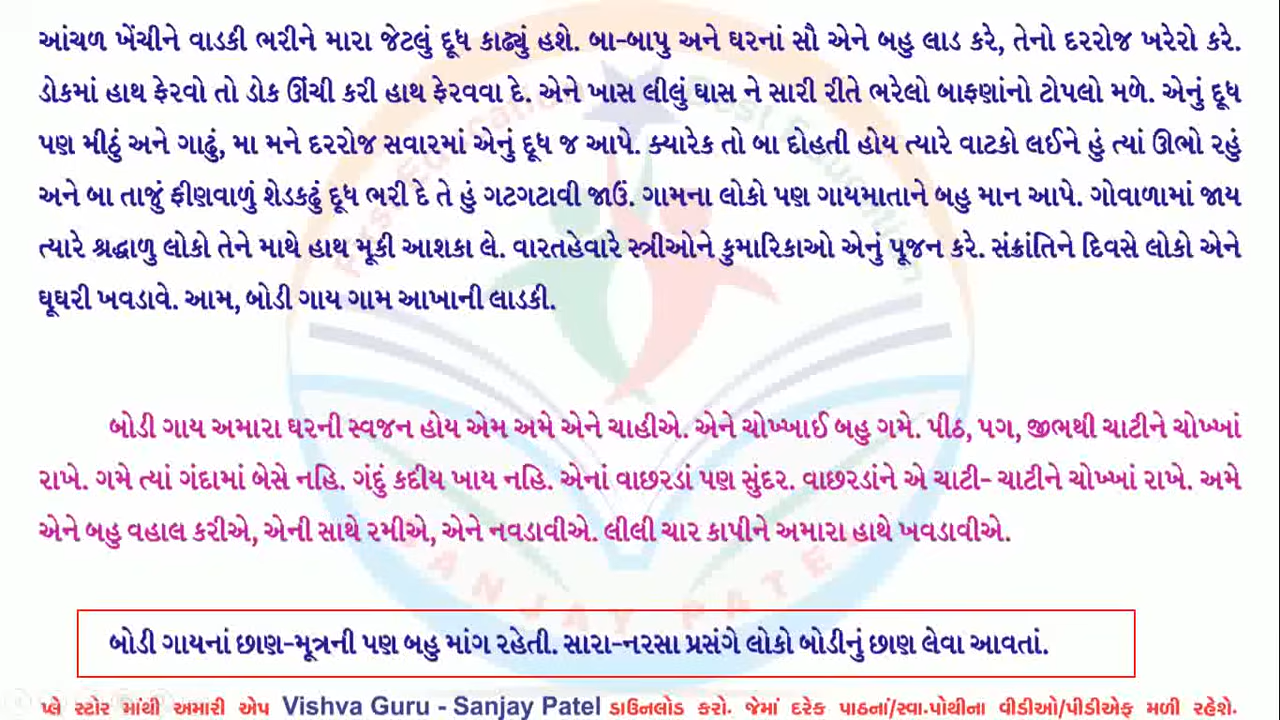 આંચળ ખેંચીને વાડકી ભરીને મારા જેટલું દૂધ કાઢ્યું હશે. બા-બાપુ અને ઘરનાં સૌ એને બહુ લાડ કરે, તેનો દરરોજ ખરેરો કરે.
ડોકમાં હાથ ફેરવો તો ડોક ઊંચી કરી હાથ ફેરવવા દે. એને ખાસ લીલું ઘાસ ને સારી રીતે ભરેલો બાફણાંનો ટોપલો મળે. એનું દૂધ
પણ મીઠું અને ગાઢું, મા મને દરરોજ સવારમાં એનું દૂધ જ આપે. ક્યારેક તો બા દોહતી હોય ત્યારે વાટકો લઈને હું ત્યાં ઊભો રહું
અને બા તાજું ફીણવાળું શેડકઢું દૂધ ભરી દે તે હું ગટગટાવી જાઉં. ગામના લોકો પણ ગાયમાતાને બહુ માન આપે. ગોવાળામાં જાય
ત્યારે શ્રદ્ધાળુ લોકો તેને માથે હાથ મૂકી આશકા લે. વારતહેવારે સ્ત્રીઓને કુમારિકાઓ એનું પૂજન કરે. સંક્રાંતિને દિવસે લોકો એને
ઘૂઘરી ખવડાવે. આમ, બોડી ગાય ગામ આખાની લાડકી.
બોડી ગાય અમારા ઘરની સ્વજન હોય એમ અમે એને ચાહીએ. એને ચોખ્ખાઈ બહુ ગમે. પીઠ, પગ, જીભથી ચાટીને ચોખ્ખાં
રાખે. ગમે ત્યાં ગંદામાં બેસે નહિ. ગંદું કદીય ખાય નહિ. એનાં વાછરડાં પણ સુંદર. વાછરડાંને એ ચાટી- ચાટીને ચોખ્ખાં રાખે. અમે
એને બહુ વહાલ કરીએ, એની સાથે રમીએ, એને નવડાવીએ. લીલી ચાર કાપીને અમારા હાથે ખવડાવીએ.
SANJAY PATEL
બોડી ગાયનાં છાણ-મૂત્રની પણ બહુ માંગ રહેતી. સારા-નરસા પ્રસંગે લોકો બોડીનું છાણ લેવા આવતાં.
પ્લે સ્ટોર માંથી અમારી એપ Vishva Guru - Sanjay Patel ડાઉનલોડ કરો. જેમાં દરેક પાઠનાં/સ્વા.પોથીના વીડીઓ/પીડીએફ મળી રહેશે.